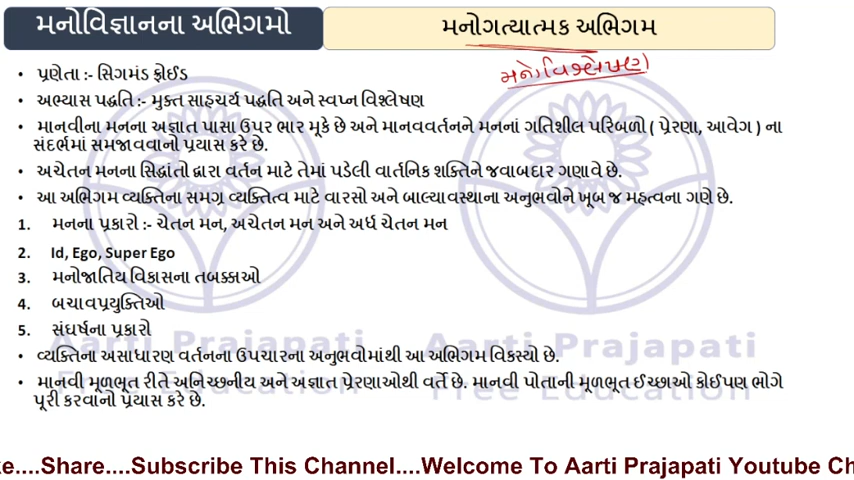 મનોવિજ્ઞાનના અભિગમો
મનોગત્યાત્મક અભિગમ
મનોવિશ્લેષણ
• પ્રણેતા :- સિગમંડ ફ્રોઈડ
• અભ્યાસ પદ્ધતિ :- મુક્ત સાહચર્ય પદ્ધતિ અને સ્વપ્ન વિશ્લેષણ
• માનવીના મનના અજ્ઞાત પાસા ઉપર ભાર મૂકે છે અને માનવવર્તનને મનનાં ગતિશીલ પરિબળો ( પ્રેરણા, આવેગ ) ના
સંદર્ભમાં સમજાવવાનો પ્રયાસ કરે છે.
• અચેતન મનના સિદ્ધાંતો દ્વારા વર્તન માટે તેમાં પડેલી વાર્તનિક શક્તિને જવાબદાર ગણાવે છે.
• આ અભિગમ વ્યક્તિના સમગ્ર વ્યક્તિત્વ માટે વારસો અને બાલ્યાવસ્થાના અનુભવોને ખૂબ જ મહત્વના ગણે છે.
1. મનના પ્રકારો :- ચેતન મન, અચેતન મન અને અર્ધ ચેતન મન
2. Id, Ego, Super Ego
3. મનોજાતિય વિકાસના તબક્કાઓ
4. બચાવપ્રયુક્તિઓ
5. સંઘર્ષના પ્રકારો
• વ્યક્તિના અસાધારણ વર્તનના ઉપચારના અનુભવોમાંથી આ અભિગમ વિકસ્યો છે.
• માનવી મૂળભૂત રીતે અનિચ્છનીય અને અજ્ઞાત પ્રેરણાઓથી વર્તે છે. માનવી પોતાની મૂળભૂત ઈચ્છાઓ કોઈપણ ભોગે
પૂરી કરવાનો પ્રયાસ કરે છે.
Aarti Prajapati Aarti Prajapati
Free Education Free Education
ke....Share....Subscribe This Channel....Welcome To Aarti Prajapati Youtube Ch